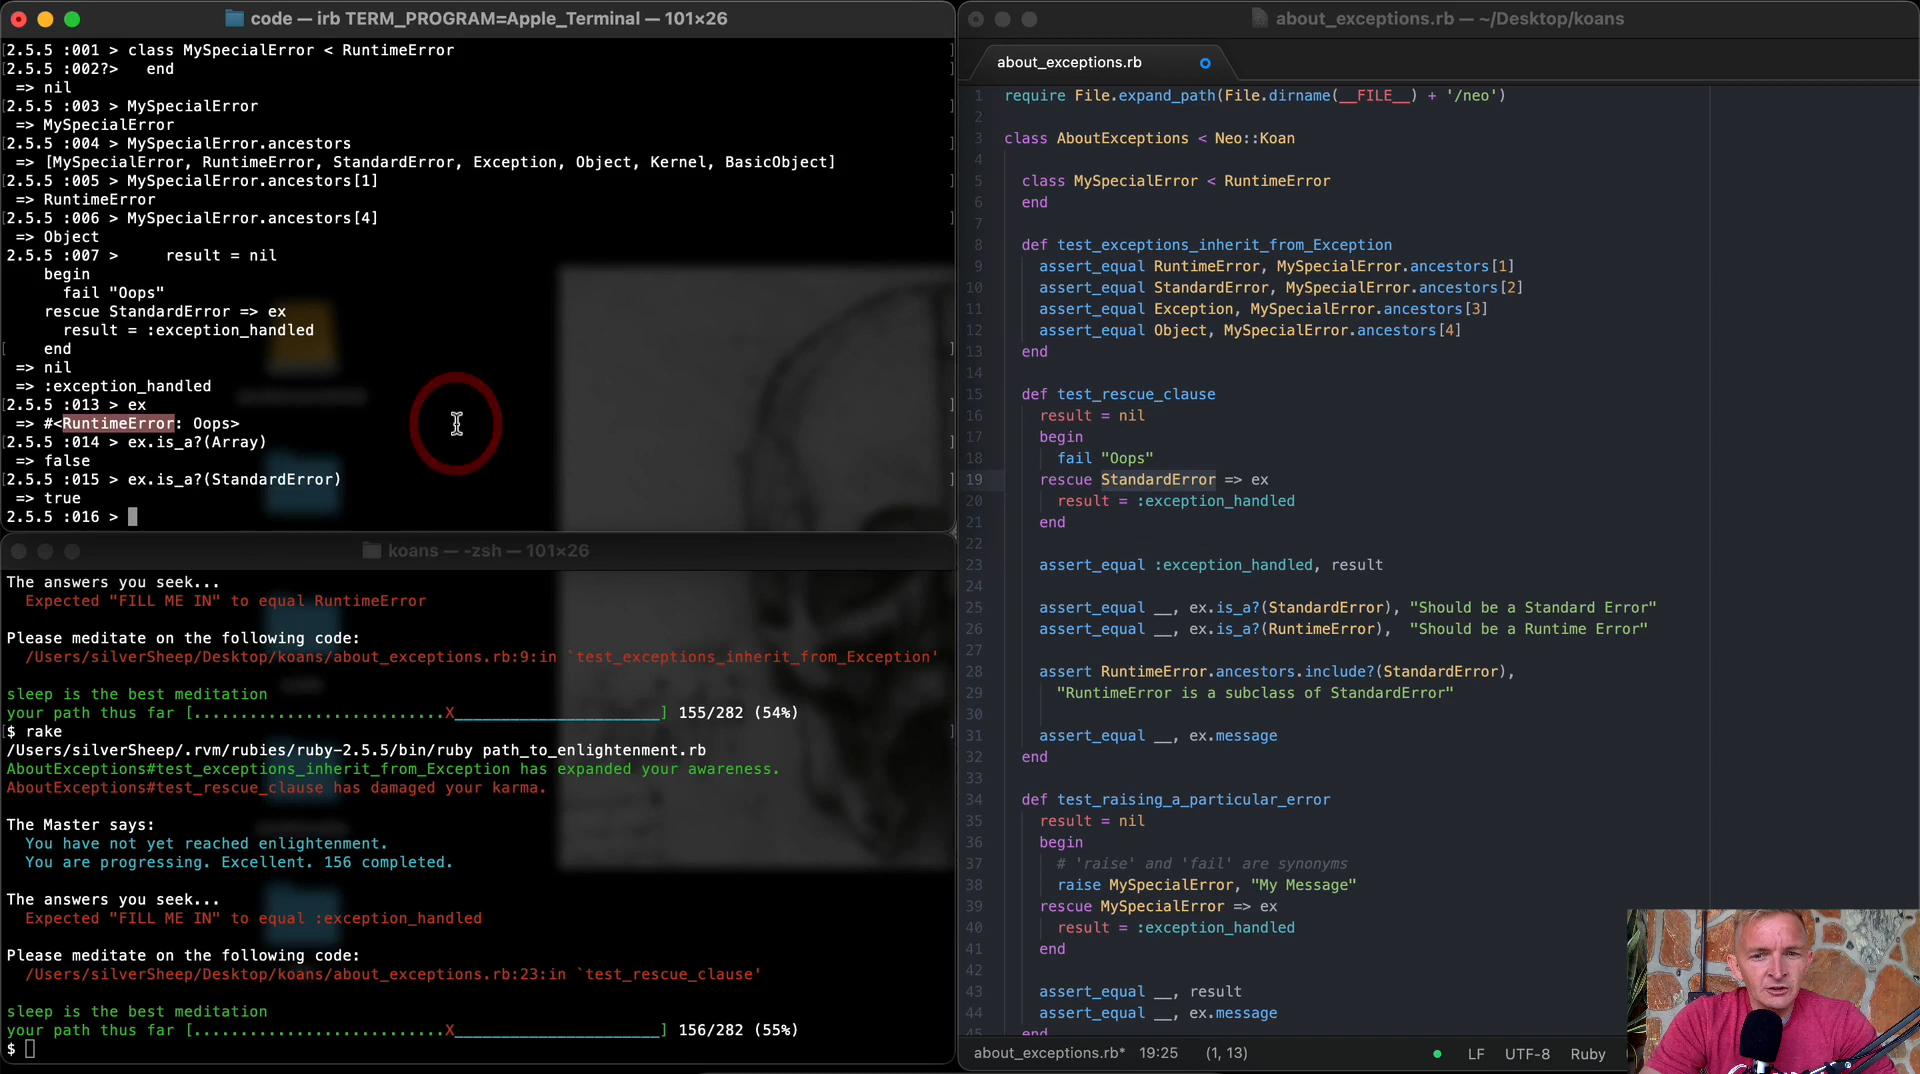 code — irb TERM_PROGRAM=Apple_Terminal — 101×26
[2.5.5 :001 > class MySpecialError < RuntimeError
[2.5.5 :002?>   end
 => nil
[2.5.5 :003 > MySpecialError
 => MySpecialError
[2.5.5 :004 > MySpecialError.ancestors
 => [MySpecialError, RuntimeError, StandardError, Exception, Object, Kernel, BasicObject]
[2.5.5 :005 > MySpecialError.ancestors[1]
 => RuntimeError
[2.5.5 :006 > MySpecialError.ancestors[4]
 => Object
2.5.5 :007 >     result = nil
    begin
      fail "Oops"
    rescue StandardError => ex
      result = :exception_handled
[   end
 => nil
 => :exception_handled
[2.5.5 :013 > ex
 => #<RuntimeError: Oops>
[2.5.5 :014 > ex.is_a?(Array)
 => false
[2.5.5 :015 > ex.is_a?(StandardError)
 => true
2.5.5 :016 >
koans — -zsh — 101×26
The answers you seek...
  Expected "FILL ME IN" to equal RuntimeError
Please meditate on the following code:
  /Users/silverSheep/Desktop/koans/about_exceptions.rb:9:in `test_exceptions_inherit_from_Exception'
sleep is the best meditation
your path thus far [.........................X______________________] 155/282 (54%)
[$ rake
/Users/silverSheep/.rvm/rubies/ruby-2.5.5/bin/ruby path_to_enlightenment.rb
AboutExceptions#test_exceptions_inherit_from_Exception has expanded your awareness.
AboutExceptions#test_rescue_clause has damaged your karma.
The Master says:
  You have not yet reached enlightenment.
  You are progressing. Excellent. 156 completed.
The answers you seek...
  Expected "FILL ME IN" to equal :exception_handled
Please meditate on the following code:
  /Users/silverSheep/Desktop/koans/about_exceptions.rb:23:in `test_rescue_clause'
sleep is the best meditation
your path thus far [.........................X______________________] 156/282 (55%)
$
about_exceptions.rb — ~/Desktop/koans
about_exceptions.rb
1 require File.expand_path(File.dirname(__FILE__) + '/neo')
2
3 class AboutExceptions < Neo::Koan
4
5   class MySpecialError < RuntimeError
6   end
7
8   def test_exceptions_inherit_from_Exception
9     assert_equal RuntimeError, MySpecialError.ancestors[1]
10     assert_equal StandardError, MySpecialError.ancestors[2]
11     assert_equal Exception, MySpecialError.ancestors[3]
12     assert_equal Object, MySpecialError.ancestors[4]
13   end
14
15   def test_rescue_clause
16     result = nil
17     begin
18       fail "Oops"
19     rescue StandardError => ex
20       result = :exception_handled
21     end
22
23     assert_equal :exception_handled, result
24
25     assert_equal __, ex.is_a?(StandardError), "Should be a Standard Error"
26     assert_equal __, ex.is_a?(RuntimeError),  "Should be a Runtime Error"
27
28     assert RuntimeError.ancestors.include?(StandardError),
29       "RuntimeError is a subclass of StandardError"
30
31     assert_equal __, ex.message
32   end
33
34   def test_raising_a_particular_error
35     result = nil
36     begin
37       # 'raise' and 'fail' are synonyms
38       raise MySpecialError, "My Message"
39     rescue MySpecialError => ex
40       result = :exception_handled
41     end
42
43     assert_equal __, result
44     assert_equal __, ex.message
45   end
about_exceptions.rb* 19:25 (1, 13) LF UTF-8 Ruby